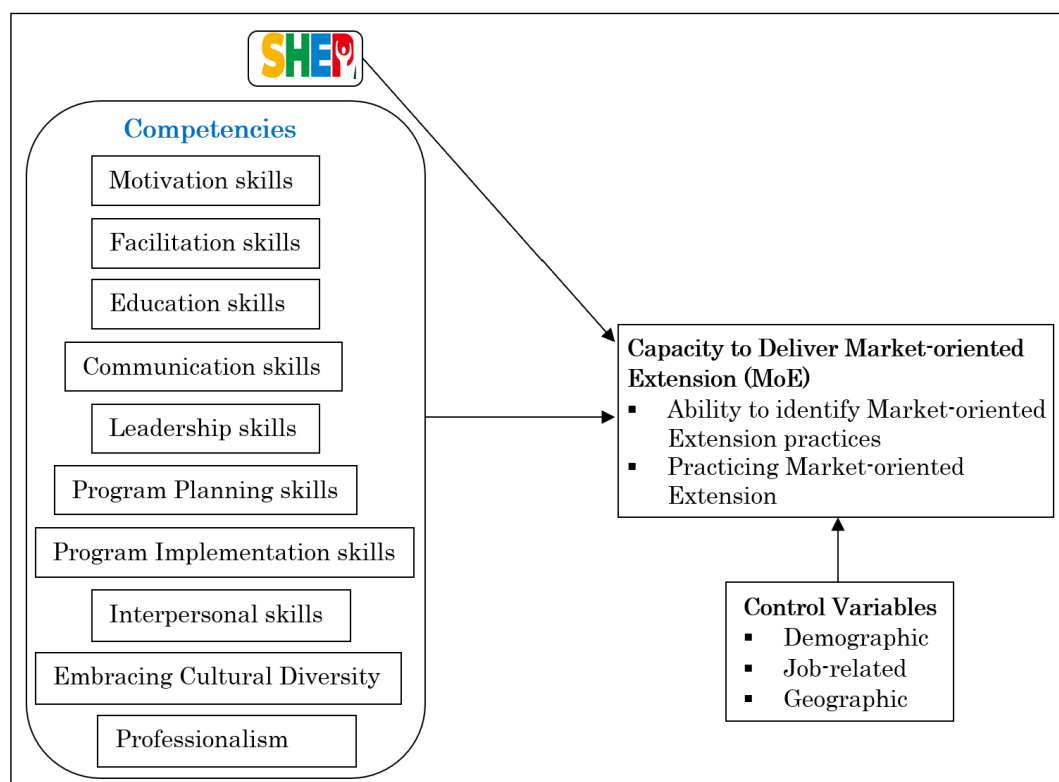 SHEP
Competencies
Motivation skills
Facilitation skills
Education skills
Communication skills
Leadership skills
Program Planning skills
Program Implementation skills
Interpersonal skills
Embracing Cultural Diversity
Professionalism
Capacity to Deliver Market-oriented
Extension (MoE)
▪ Ability to identify Market-oriented
Extension practices
▪ Practicing Market-oriented
Extension
Control Variables
▪ Demographic
▪ Job-related
▪ Geographic